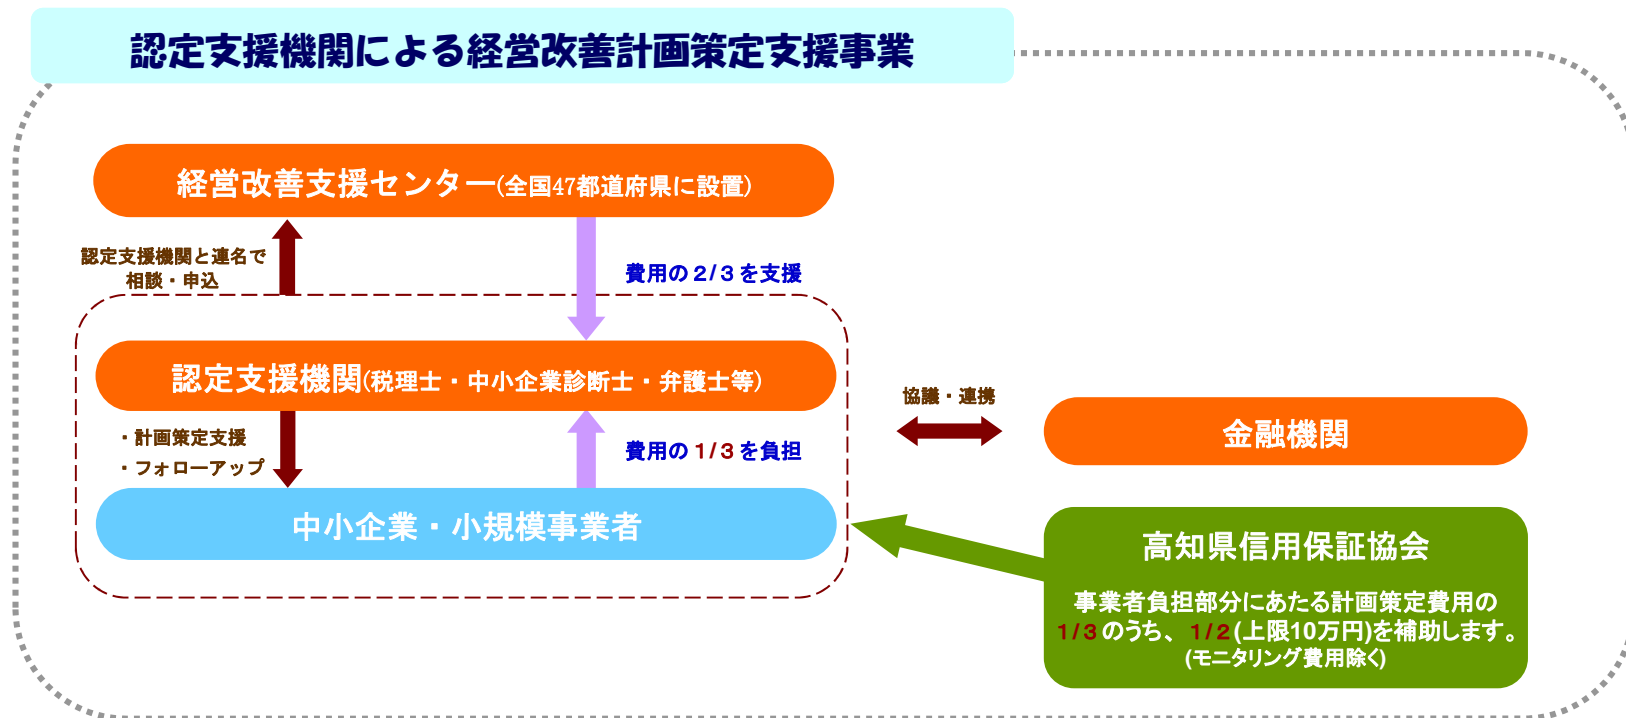 認定支援機関による経営改善計画策定支援事業
経営改善支援センター(全国47都道府県に設置)
認定支援機関と連名で
相談・申込
費用の2/3を支援
認定支援機関(税理士・中小企業診断士・弁護士等)
・計画策定支援
・フォローアップ
費用の1/3を負担
中小企業・小規模事業者
協議・連携
金融機関
高知県信用保証協会
事業者負担部分にあたる計画策定費用の
1/3のうち、1/2(上限10万円)を補助します。
(モニタリング費用除く)